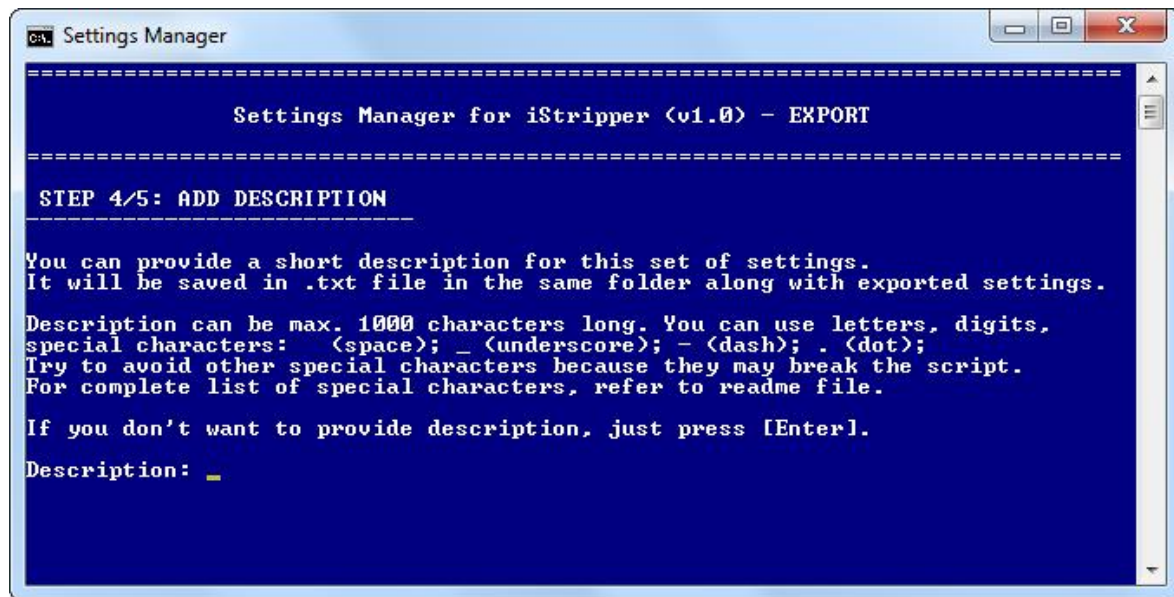 Settings Manager
===============================================================================
Settings Manager for iStripper (v1.0) - EXPORT
===============================================================================
STEP 4/5: ADD DESCRIPTION
----------------------------
You can provide a short description for this set of settings.
It will be saved in .txt file in the same folder along with exported settings.
Description can be max. 1000 characters long. You can use letters, digits,
special characters:   (space); _ (underscore); - (dash); . (dot);
Try to avoid other special characters because they may break the script.
For complete list of special characters, refer to readme file.
If you don't want to provide description, just press [Enter].
Description: _